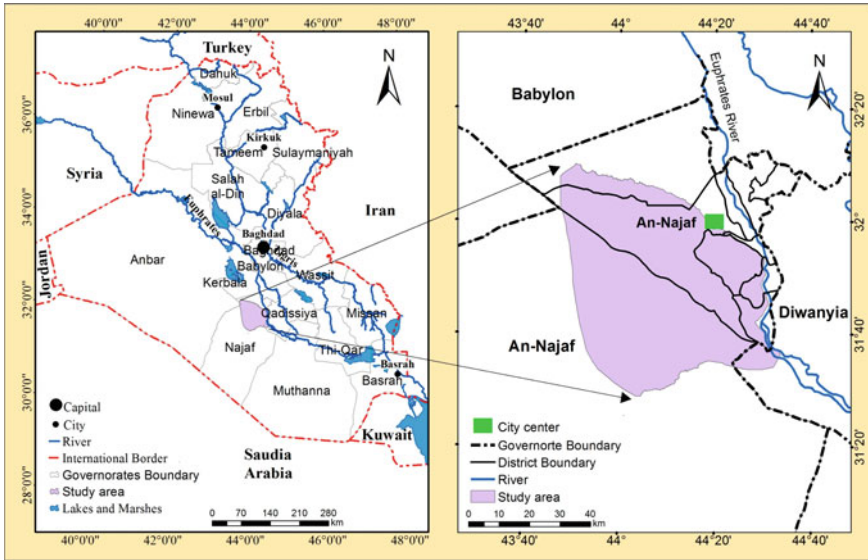 40°0'0" 42°0'0" 44°0'0" 46°0'0" 48°0'0"
36°0'0"
34°0'0"
32°0'0"
30°0'0"
28°0'0"
Turkey
N
Dahuk
Mosul
Ninewa
Erbil
Kirkuk
Tameem
Sulaymaniyah
Syria
Salah
al-Din
Diyala
Iran
Euphrates
Baghdad
Baghdad
Tigris
Anbar
Babylon
Wassit
Jordan
Kerbala
Qadissiya
Missan
Najaf
Thi-Qar
Basrah
Basrah
Muthanna
Kuwait
Saudia
Arabia
Capital
City
River
International Border
Governorates Boundary
Study area
Lakes and Marshes
0 70 140 210 280
km
40°0'0" 42°0'0" 44°0'0" 46°0'0" 48°0'0"
43°40 44° 44°20 44°40
N
Babylon
Euphrates River
32°20
An-Najaf
32°0
Diwanyia
31°40
An-Najaf
31°20
City center
Governorte Boundary
District Boundary
River
Study area
0 10 20 30 40
km
43°40 44° 44°20 44°40